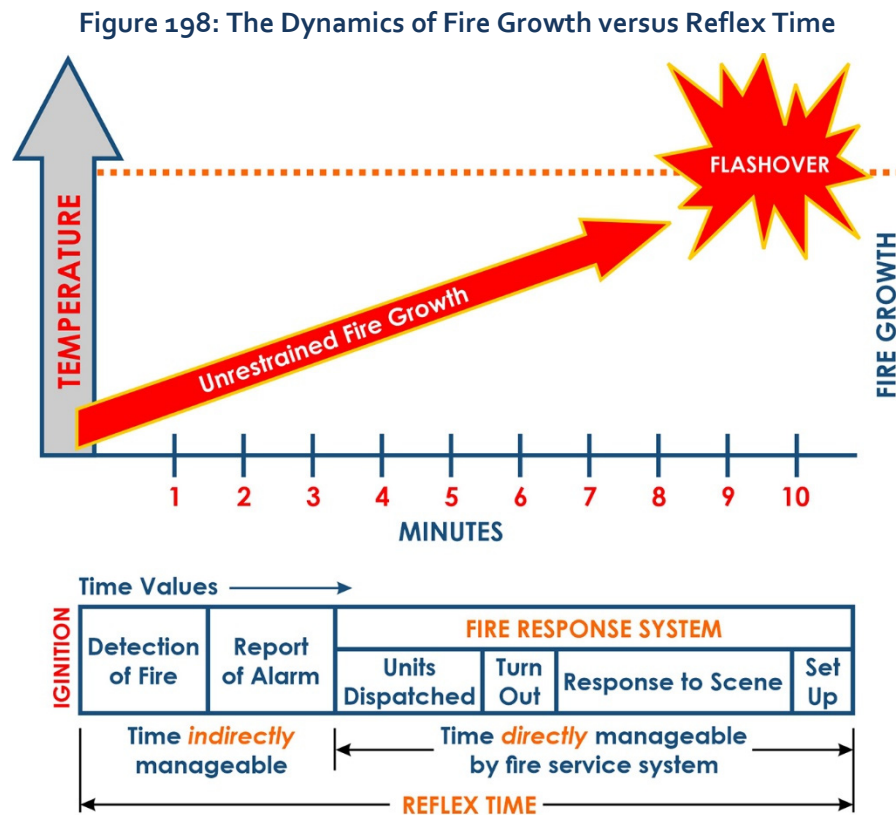 Figure 198: The Dynamics of Fire Growth versus Reflex Time
FLASHOVER
TEMPERATURE
Unrestrained Fire Growth
FIRE GROWTH
1 2 3 4 5 6 7 8 9 10
MINUTES
Time Values
IGINITION
Detection
of Fire
Report
of Alarm
FIRE RESPONSE SYSTEM
Units
Dispatched
Turn
Out
Response to Scene
Set
Up
Time indirectly
manageable
Time directly manageable
by fire service system
REFLEX TIME